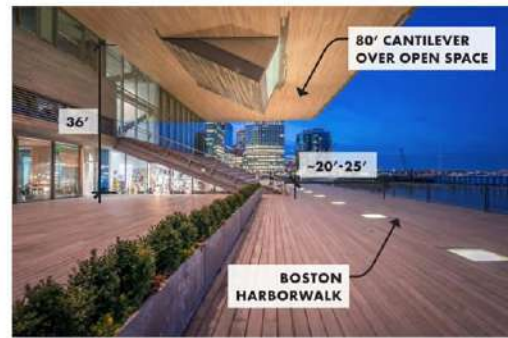 80' CANTILEVER
OVER OPEN SPACE
36'
~20'-25'
BOSTON
HARBORWALK